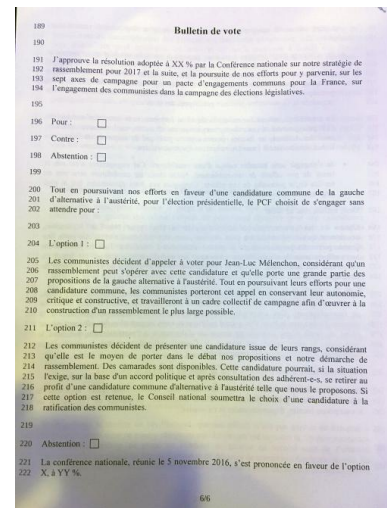 189
Bulletin de vote
190
191 J'approuve la résolution adoptée à XX % par la Conférence nationale sur notre stratégie de
192 rassemblement pour 2017 et la suite, et la poursuite de nos efforts pour y parvenir, sur les
193 sept axes de campagne pour un pacte d'engagements communs pour la France, sur
194 l'engagement des communistes dans la campagne des élections législatives.
195
196 Pour :
197 Contre :
198 Abstention :
199
200 Tout en poursuivant nos efforts en faveur d'une candidature commune de la gauche
201 d'alternative à l'austérité, pour l'élection présidentielle, le PCF choisit de s'engager sans
202 attendre pour :
203
204 L'option 1 :
205 Les communistes décident d'appeler à voter pour Jean-Luc Mélenchon, considérant qu'un
206 rassemblement peut s'opérer avec cette candidature et qu'elle porte une grande partie des
207 propositions de la gauche alternative à l'austérité. Tout en poursuivant leurs efforts pour une
208 candidature commune, les communistes porteront cet appel en conservant leur autonomie,
209 critique et constructive, et travailleront à un cadre collectif de campagne afin d'œuvrer à la
210 construction d'un rassemblement le plus large possible.
211 L'option 2 :
212 Les communistes décident de présenter une candidature issue de leurs rangs, considérant
213 qu'elle est le moyen de porter dans le débat nos propositions et notre démarche de
214 rassemblement. Des camarades sont disponibles. Cette candidature pourrait, si la situation
215 l'exige, sur la base d'un accord politique et après consultation des adhérent-e-s, se retirer au
216 profit d'une candidature commune d'alternative à l'austérité telle que nous le proposons. Si
217 cette option est retenue, le Conseil national soumettra le choix d'une candidature à la
218 ratification des communistes.
219
220 Abstention :
221 La conférence nationale, réunie le 5 novembre 2016, s'est prononcée en faveur de l'option
222 X, à YY %.
6/6